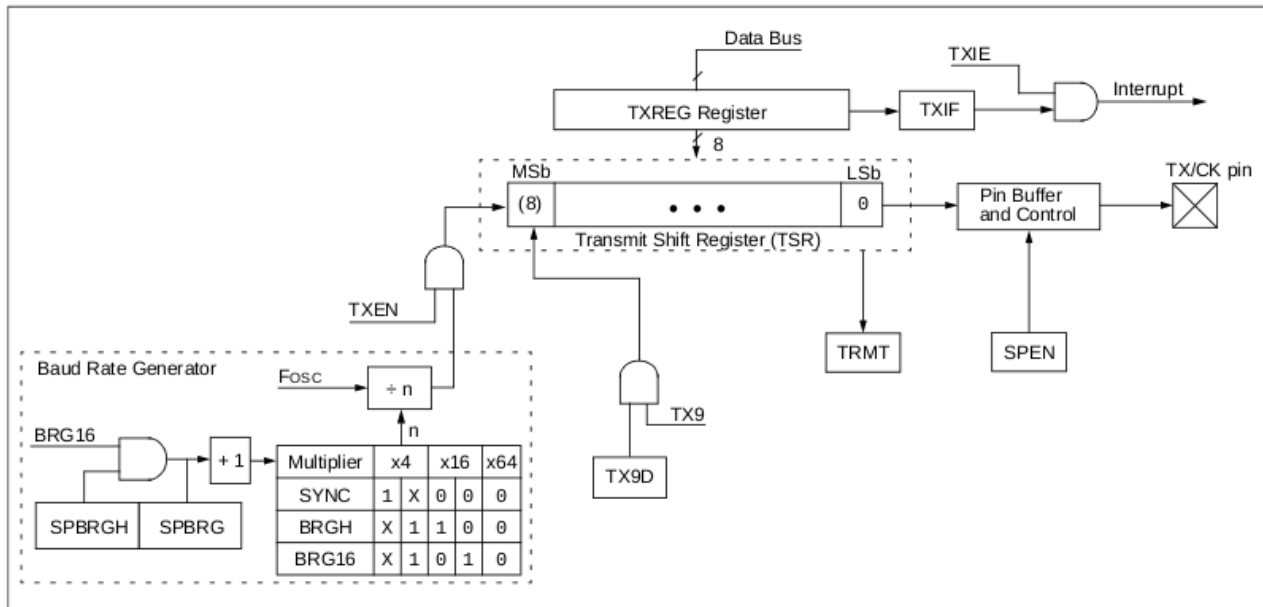 Data Bus
TXIE
Interrupt
TXREG Register
TXIF
8
MSb
LSb
TX/CK pin
(8)
• • •
0
Pin Buffer
and Control
Transmit Shift Register (TSR)
TXEN
TRMT
SPEN
Baud Rate Generator
FOSC
÷ n
TX9
n
BRG16
+ 1
Multiplier x4 x16 x64
TX9D
SYNC 1 X 0 0 0
SPBRGH SPBRG
BRGH X 1 1 0 0
BRG16 X 1 0 1 0